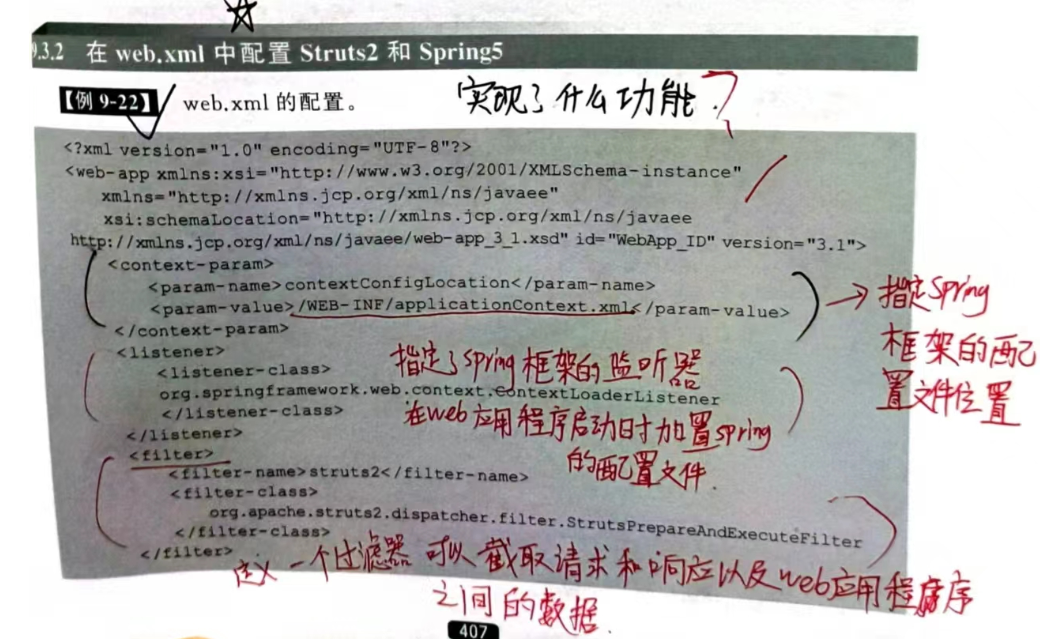 9.3.2 在 web.xml 中配置 Struts2 和 Spring5
【例 9-22】 web.xml 的配置。 实现了什么功能?
<?xml version="1.0" encoding="UTF-8"?>
<web-app xmlns:xsi="http://www.w3.org/2001/XMLSchema-instance"
xmlns="http://xmlns.jcp.org/xml/ns/javaee"
xsi:schemaLocation="http://xmlns.jcp.org/xml/ns/javaee
http://xmlns.jcp.org/xml/ns/javaee/web-app_3_1.xsd" id="WebApp_ID" version="3.1">
<context-param>
<param-name>contextConfigLocation</param-name>
<param-value>/WEB-INF/applicationContext.xml</param-value>
</context-param>
→ 指定Spring
框架的配
置文件位置
<listener>
<listener-class>
org.springframework.web.context.ContextLoaderListener
</listener-class>
</listener>
指定了spring框架的监听器
在web应用程序启动时加置spring
的配置文件.
<filter>
<filter-name>struts2</filter-name>
<filter-class>
org.apache.struts2.dispatcher.filter.StrutsPrepareAndExecuteFilter
</filter-class>
</filter>
定义一个过滤器 可以截取请求和响应以及web应用程序
之间的数据.
407